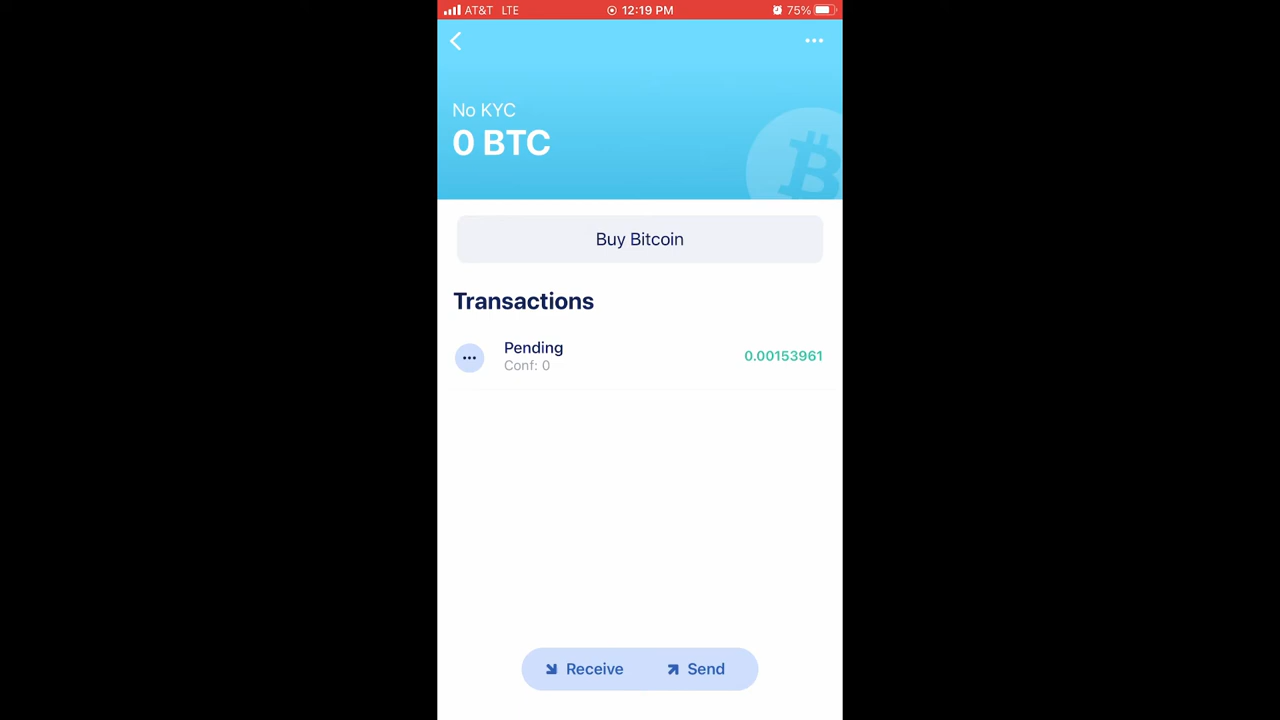 AT&T LTE 12:19 PM 75%
No KYC
0 BTC
Buy Bitcoin
Transactions
Pending 0.00153961
Conf: 0
Receive Send